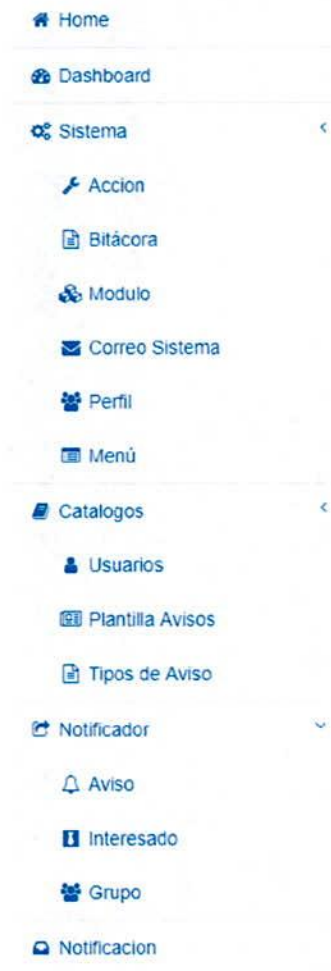 Home
Dashboard
Sistema
Accion
Bitácora
Modulo
Correo Sistema
Perfil
Menú
Catalogos
Usuarios
Plantilla Avisos
Tipos de Aviso
Notificador
Aviso
Interesado
Grupo
Notificacion